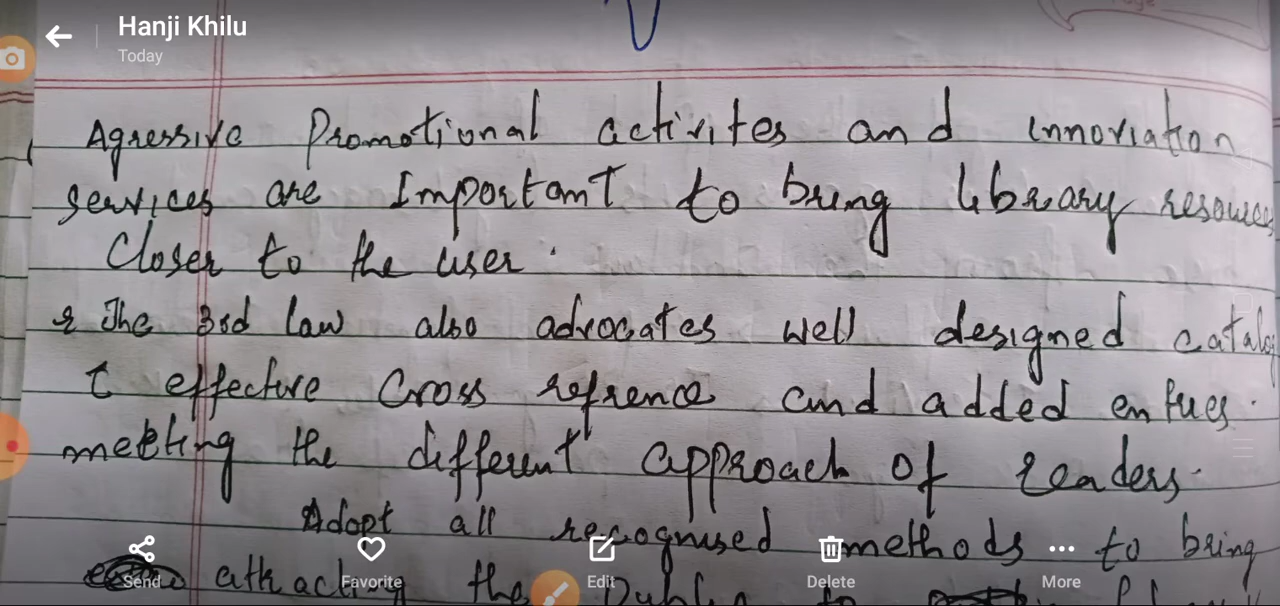 Hanji Khilu
Today
Agressive Promotional activites and innoviation
services are Important to bring library resources
Closer to the user.
The 3rd law also advocates well designed catalog
effective Cross refrence and added entries.
meeting the different approach of readers.
Adopt all recognised methods to bring
attracting the
Send Favorite Edit Delete More